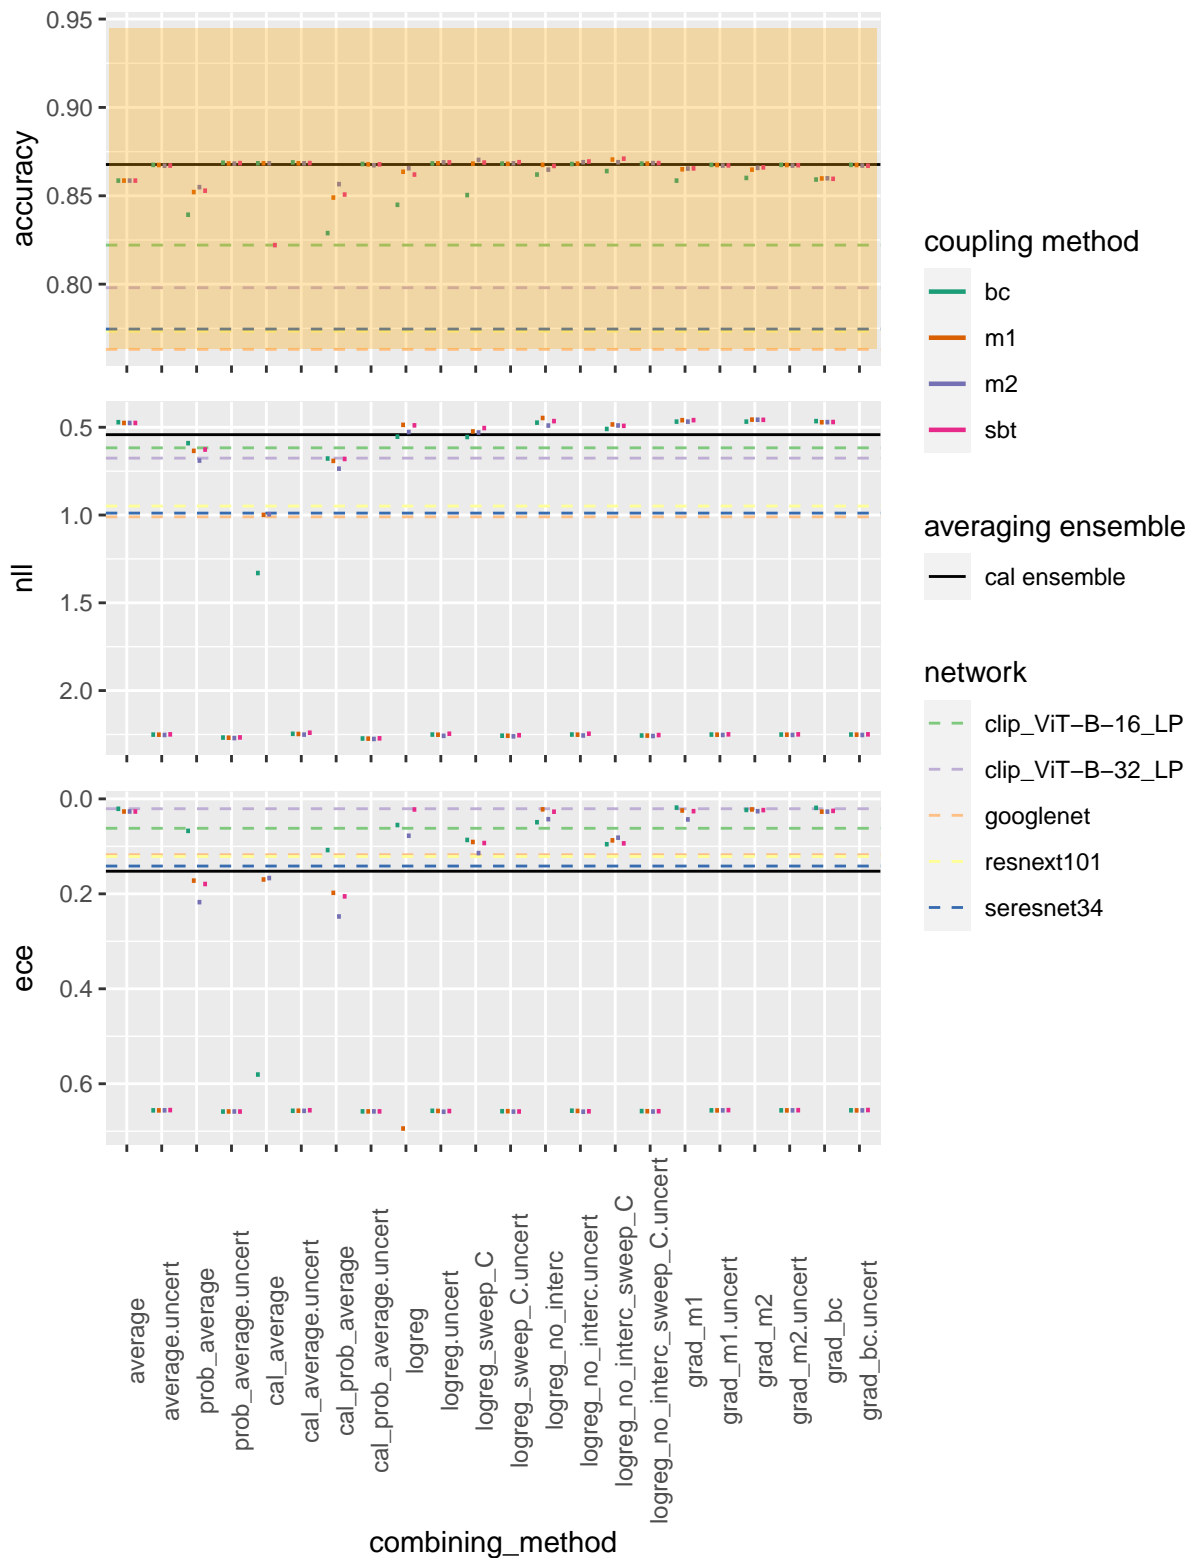 accuracy
0.95
0.90
0.85
0.80
nll
0.5
1.0
1.5
2.0
ece
0.0
0.2
0.4
0.6
average
average.uncert
prob_average
prob_average.uncert
cal_average
cal_average.uncert
cal_prob_average
cal_prob_average.uncert
logreg
logreg.uncert
logreg_sweep_C
logreg_sweep_C.uncert
logreg_no_interc
logreg_no_interc.uncert
logreg_no_interc_sweep_C
logreg_no_interc_sweep_C.uncert
grad_m1
grad_m1.uncert
grad_m2
grad_m2.uncert
grad_bc
grad_bc.uncert
combining_method
coupling method
bc
m1
m2
sbt
averaging ensemble
cal ensemble
network
clip_ViT−B−16_LP
clip_ViT−B−32_LP
googlenet
resnext101
seresnet34